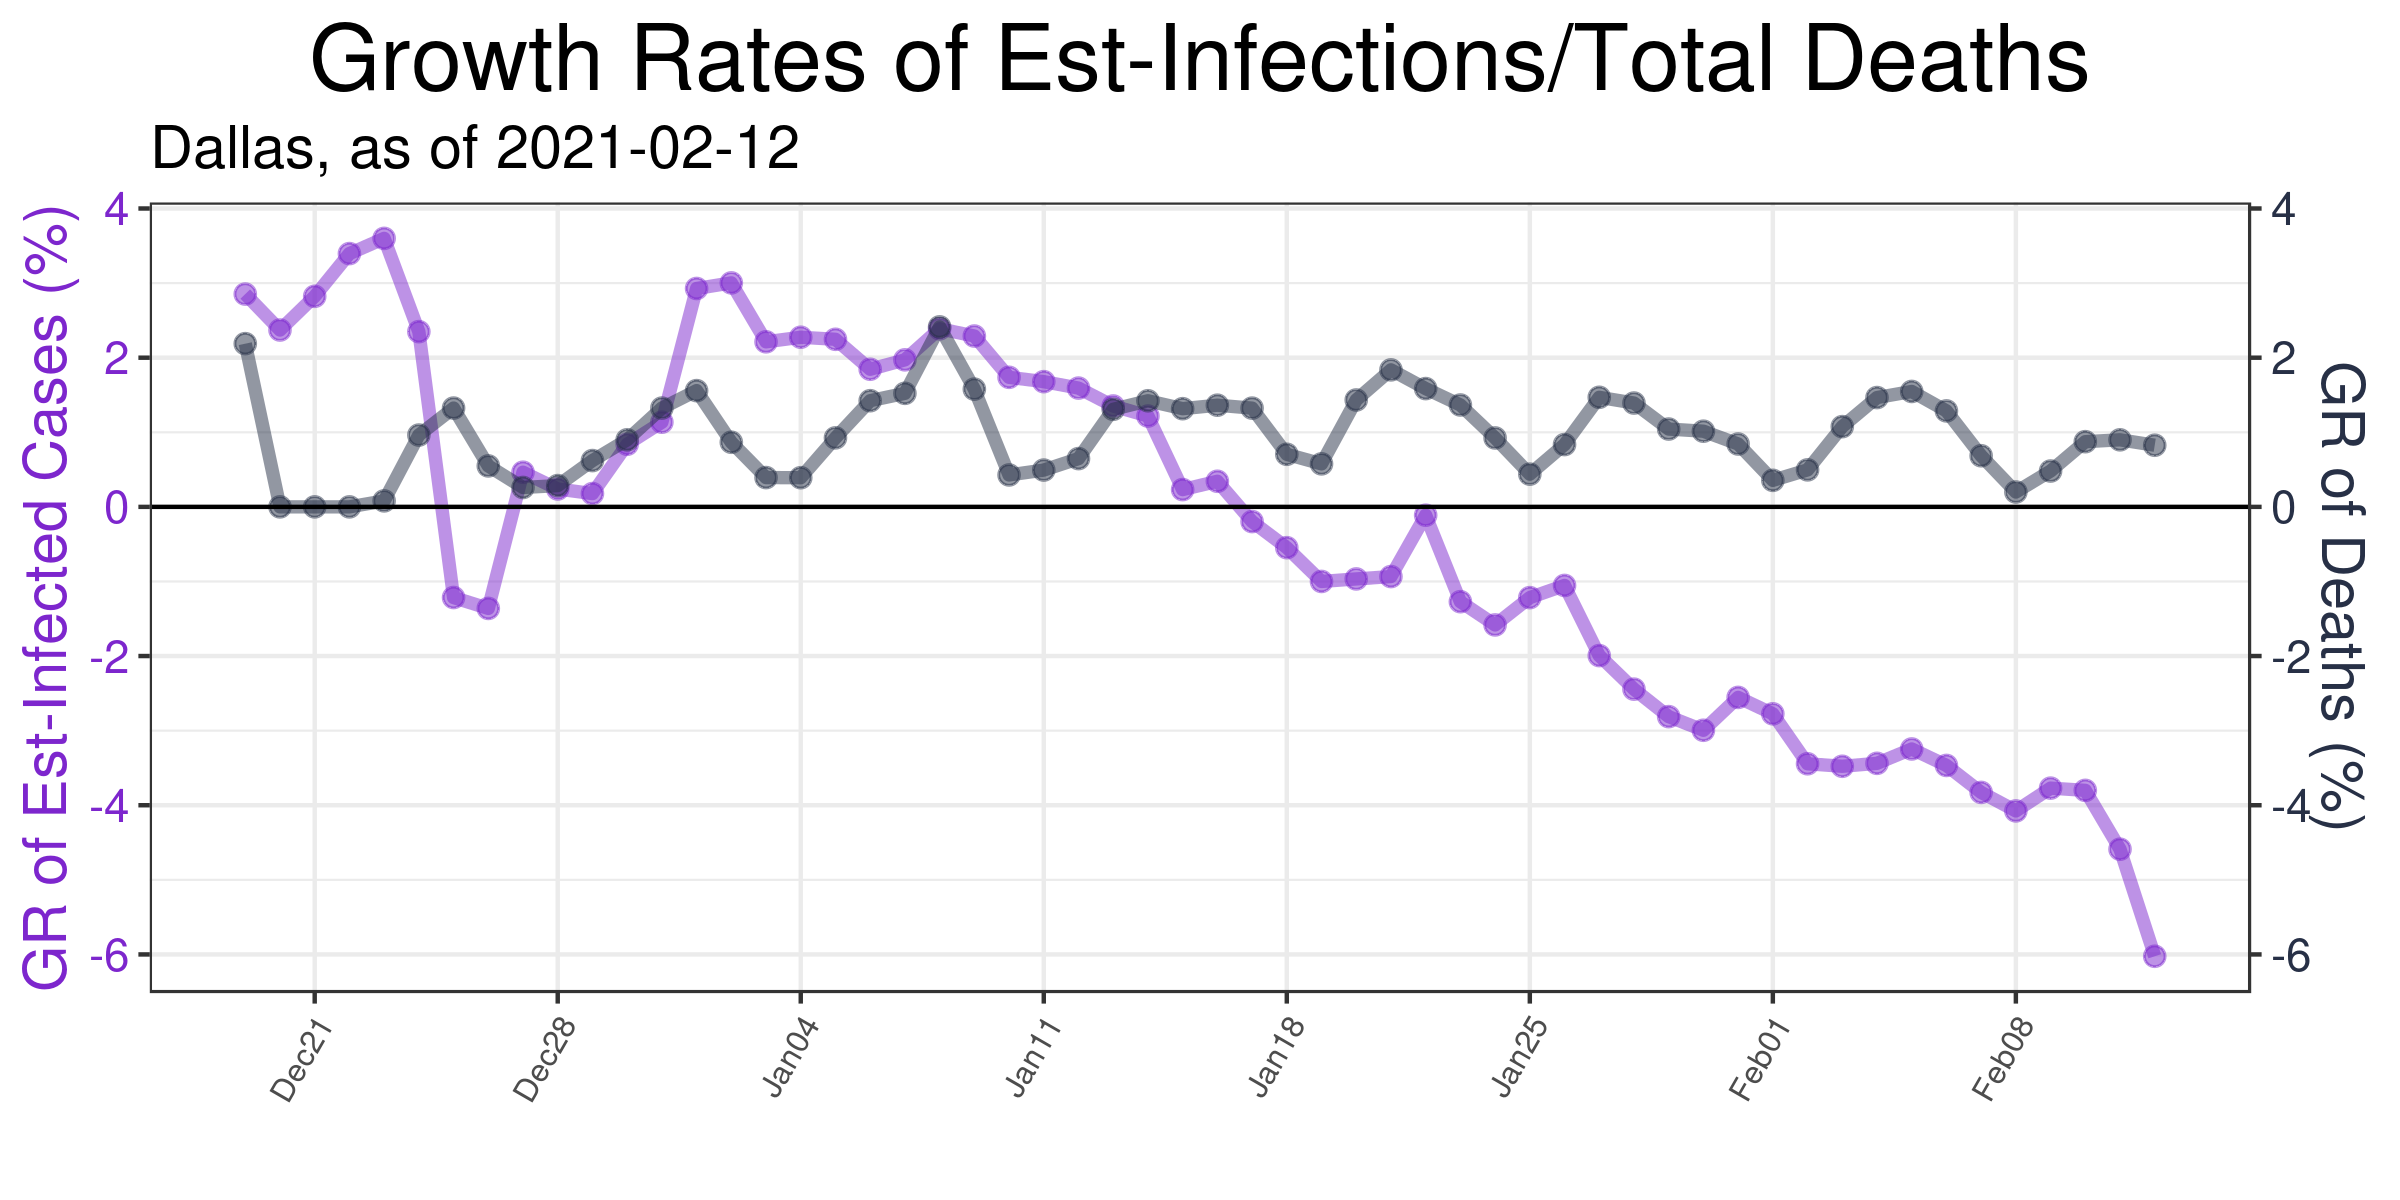 Growth Rates of Est-Infections/Total Deaths
Dallas, as of 2021-02-12
GR of Est-Infected Cases (%)
4
2
0
-2
-4
-6
4
2
0
-2
-4
-6
GR of Deaths (%)
Dec21
Dec28
Jan04
Jan11
Jan18
Jan25
Feb01
Feb08